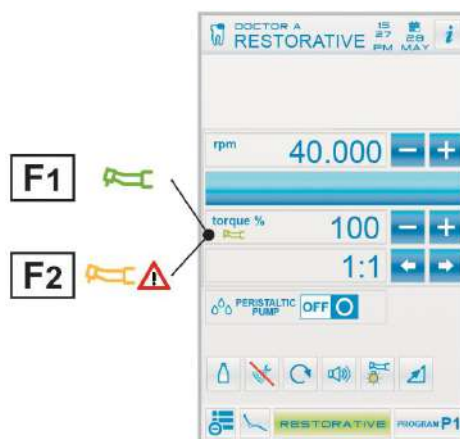 DOCTOR A
RESTORATIVE
15
27
PM
28
MAY
i
rpm
40.000
− +
F1
torque %
100
− +
F2
1:1
PERISTALTIC
PUMP
OFF
RESTORATIVE
PROGRAM P1